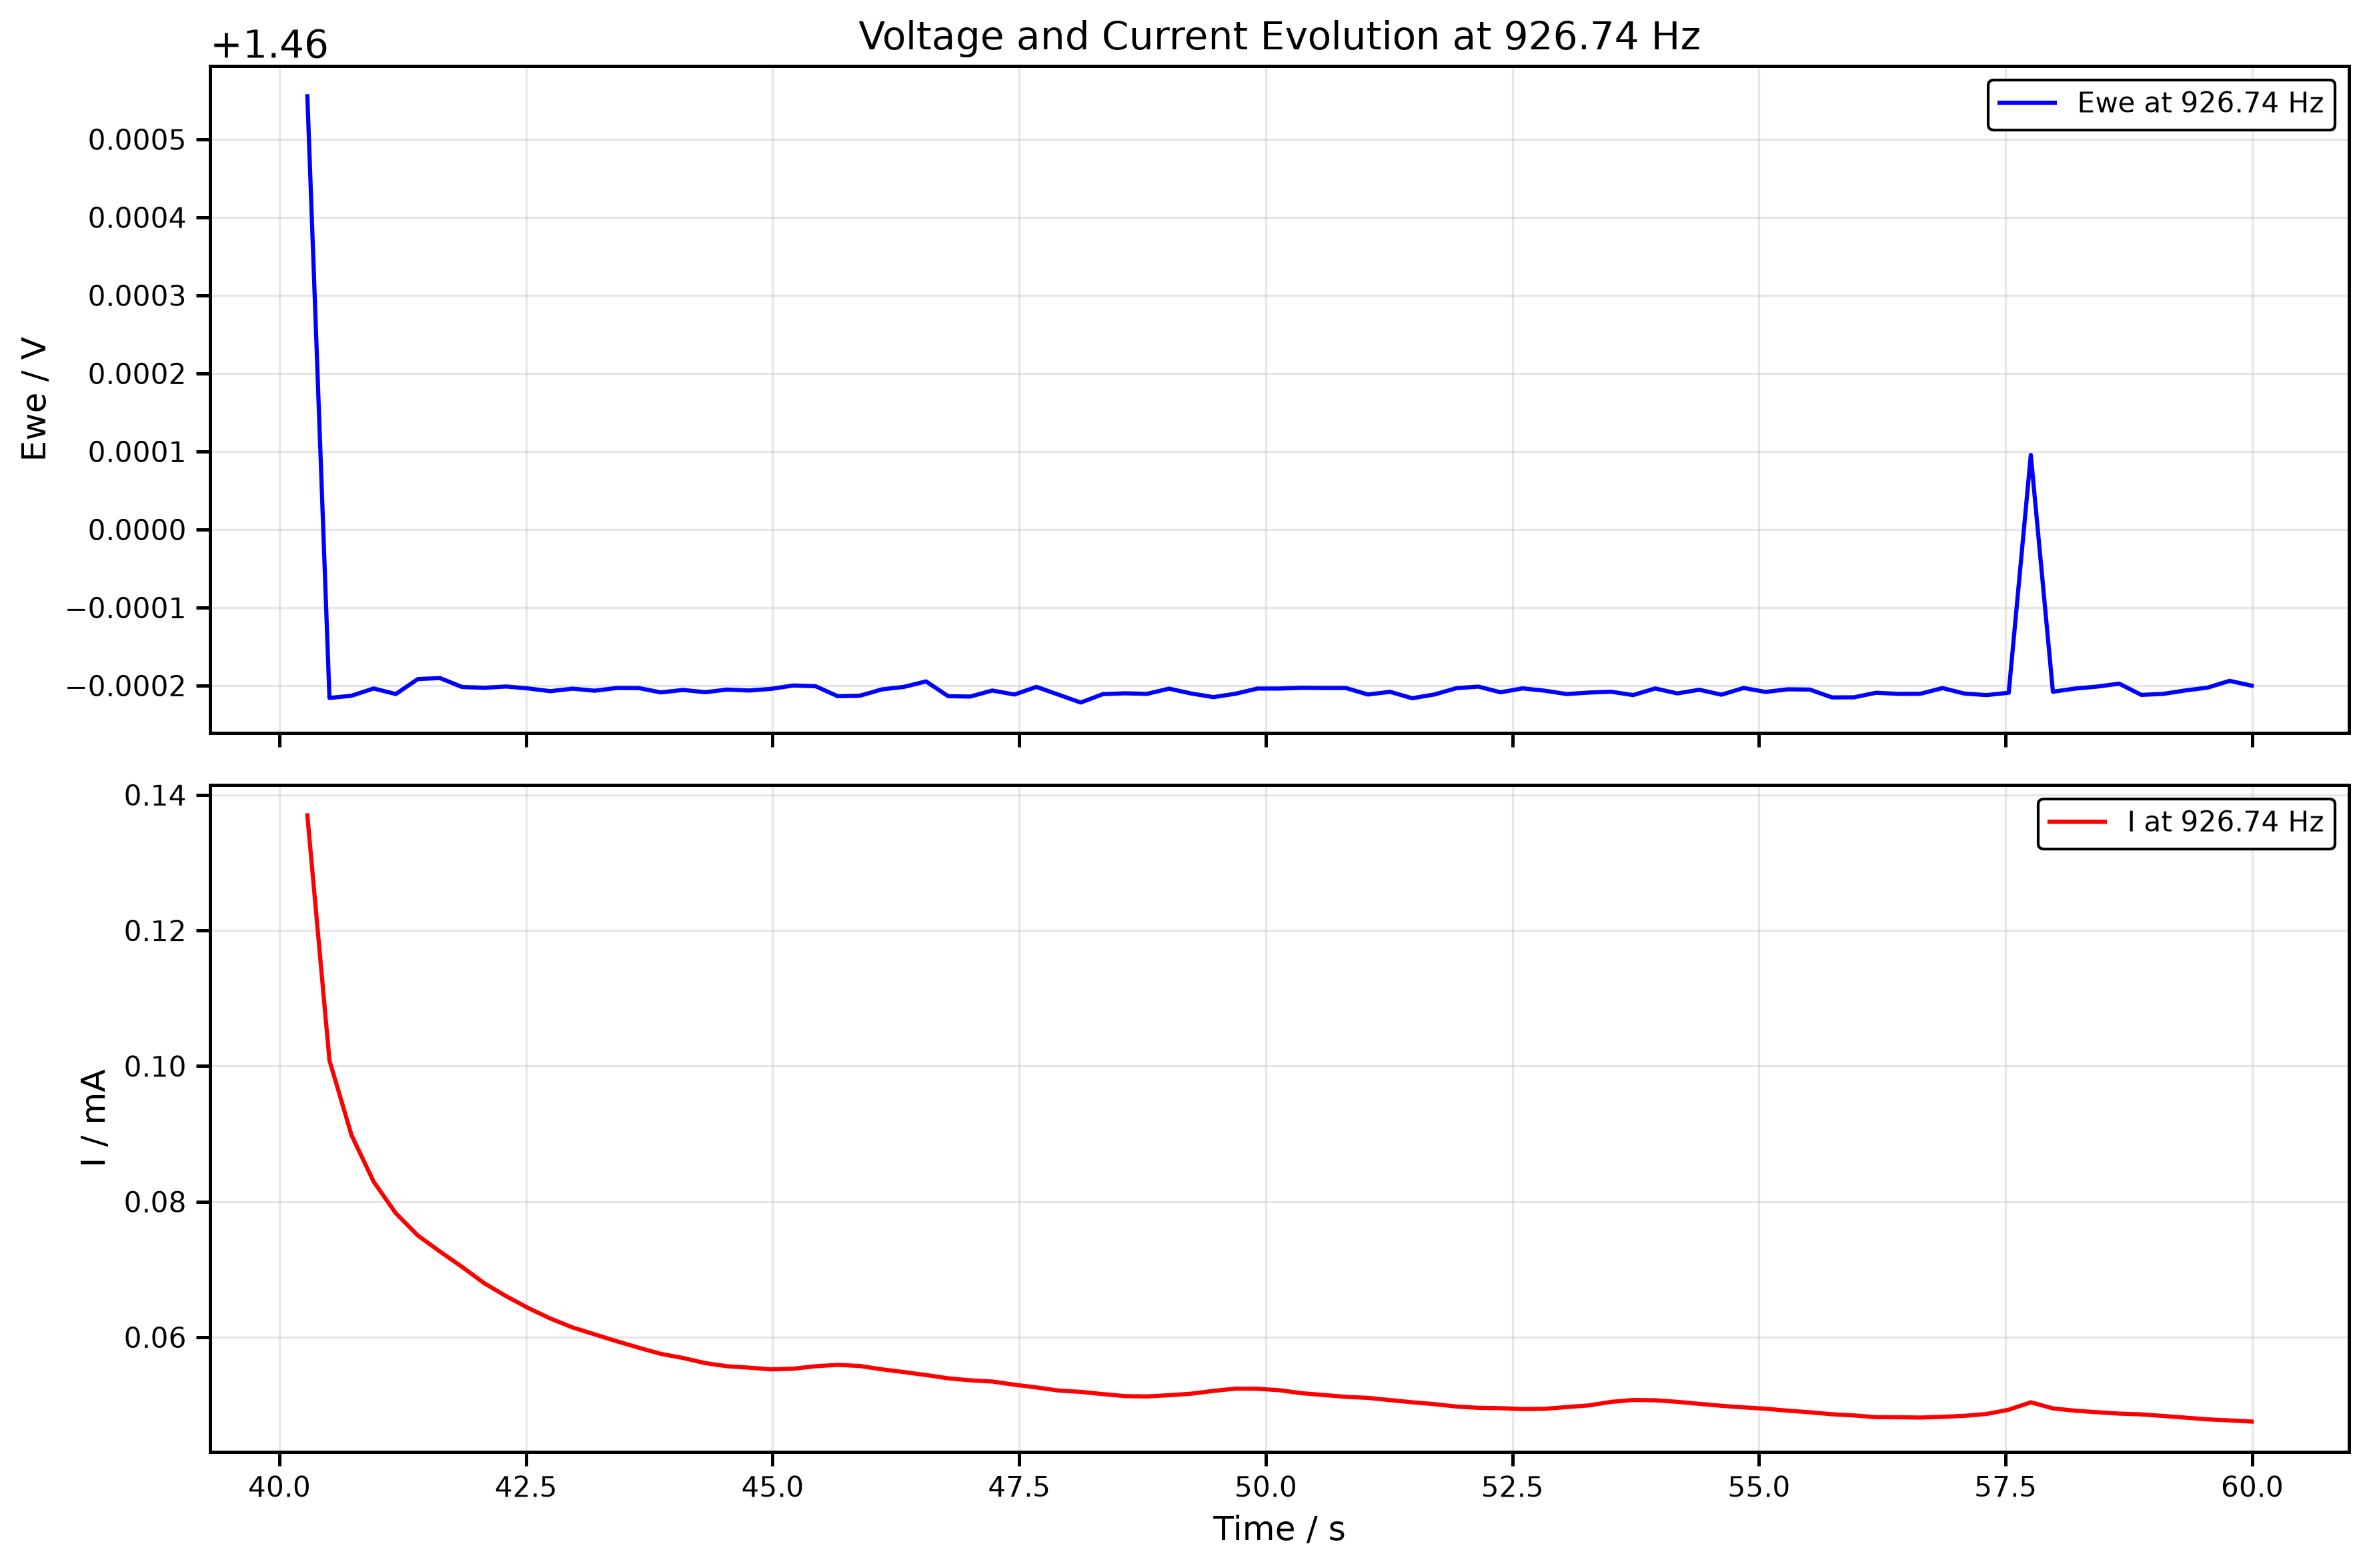 Voltage and Current Evolution at 926.74 Hz
+1.46
Ewe at 926.74 Hz
Ewe / V
0.0005
0.0004
0.0003
0.0002
0.0001
0.0000
−0.0001
−0.0002
I at 926.74 Hz
I / mA
0.14
0.12
0.10
0.08
0.06
40.0 42.5 45.0 47.5 50.0 52.5 55.0 57.5 60.0
Time / s